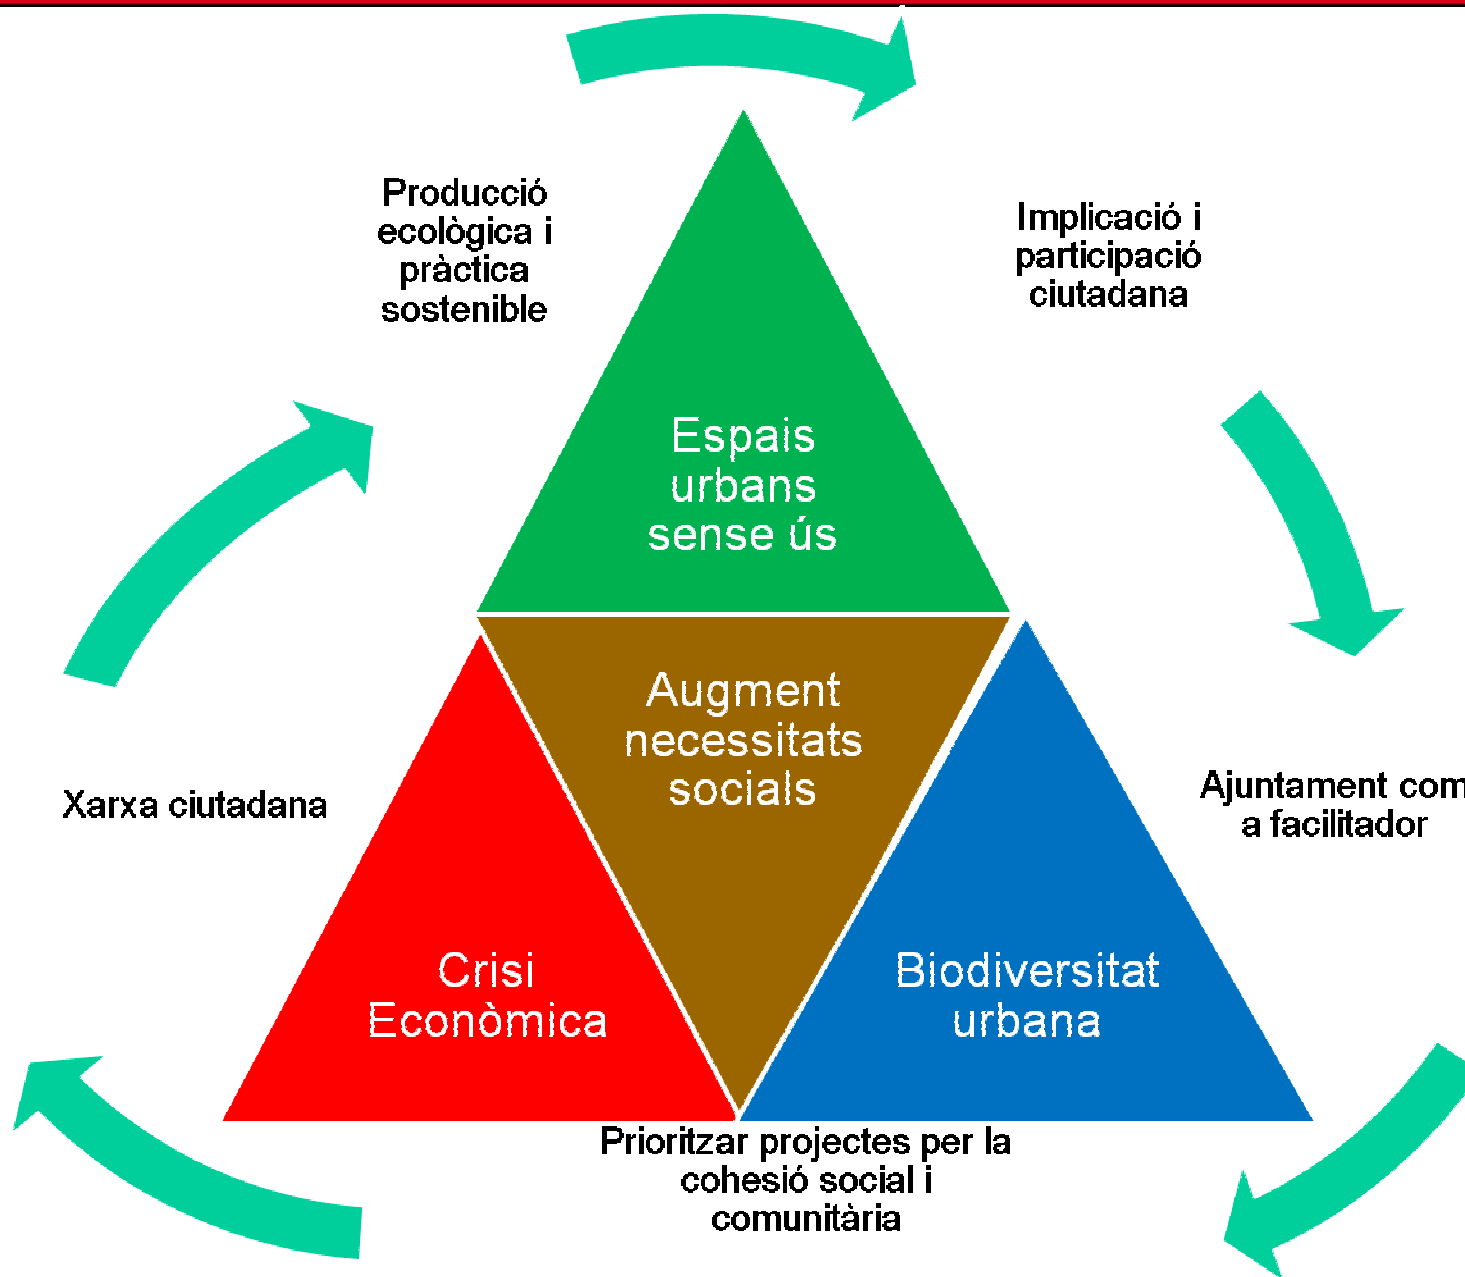 Producció
ecològica i
pràctica
sostenible
Implicació i
participació
ciutadana
Espais
urbans
sense ús
Augment
necessitats
socials
Xarxa ciutadana
Ajuntament com
a facilitador
Crisi
Econòmica
Biodiversitat
urbana
Prioritzar projectes per la
cohesió social i
comunitària